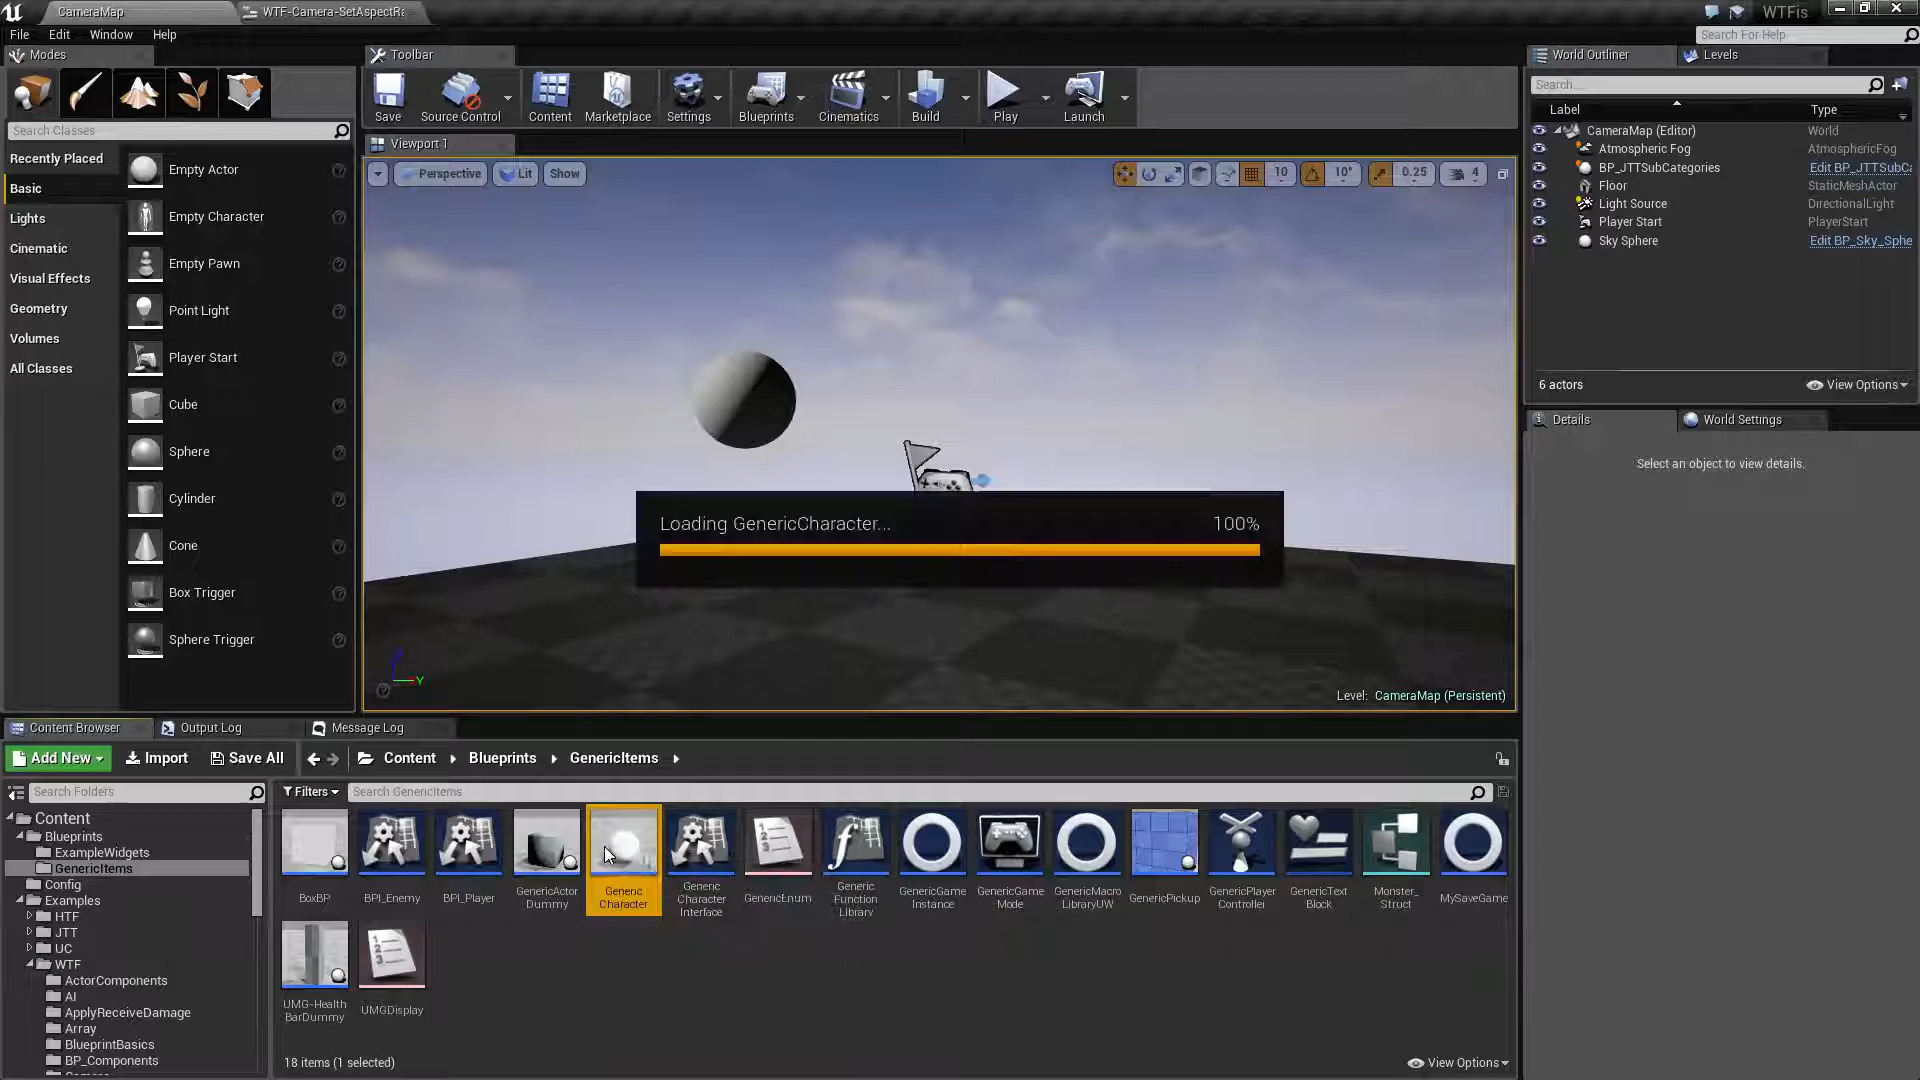 CameraMap
WTF-Camera-SetAspectRa
WTFis
File Edit Window Help
Search For Help
Modes
Toolbar
World Outliner
Levels
Save
Source Control
Content
Marketplace
Settings
Blueprints
Cinematics
Build
Play
Launch
Search...
Label
Type
Search Classes
Viewport 1
Recently Placed
Basic
Lights
Cinematic
Visual Effects
Geometry
Volumes
All Classes
Empty Actor
Empty Character
Empty Pawn
Point Light
Player Start
Cube
Sphere
Cylinder
Cone
Box Trigger
Sphere Trigger
Perspective
Lit
Show
10
10°
0.25
4
CameraMap (Editor) World
Atmospheric Fog AtmosphericFog
BP_JTTSubCategories Edit BP_JTTSubCa
Floor StaticMeshActor
Light Source DirectionalLight
Player Start PlayerStart
Sky Sphere Edit BP_Sky_Sphe
6 actors
View Options
Details
World Settings
Select an object to view details.
Loading GenericCharacter... 100%
Z
Y
Level: CameraMap (Persistent)
Content Browser
Output Log
Message Log
Add New
Import
Save All
Content
Blueprints
GenericItems
Search Folders
Filters
Search GenericItems
Content
Blueprints
ExampleWidgets
GenericItems
Config
Examples
HTF
JTT
UC
WTF
ActorComponents
AI
ApplyReceiveDamage
Array
BlueprintBasics
BP_Components
BoxBP
BPI_Enemy
BPI_Player
GenericActor
Dummy
Generic
Character
Generic
Character
Interface
GenericEnum
Generic
Function
Library
GenericGame
Instance
GenericGame
Mode
GenericMacro
LibraryUW
GenericPickup
GenericPlayer
Controller
GenericText
Block
Monster_
Struct
MySaveGame
UMG-Health
BarDummy
UMGDisplay
18 items (1 selected)
View Options